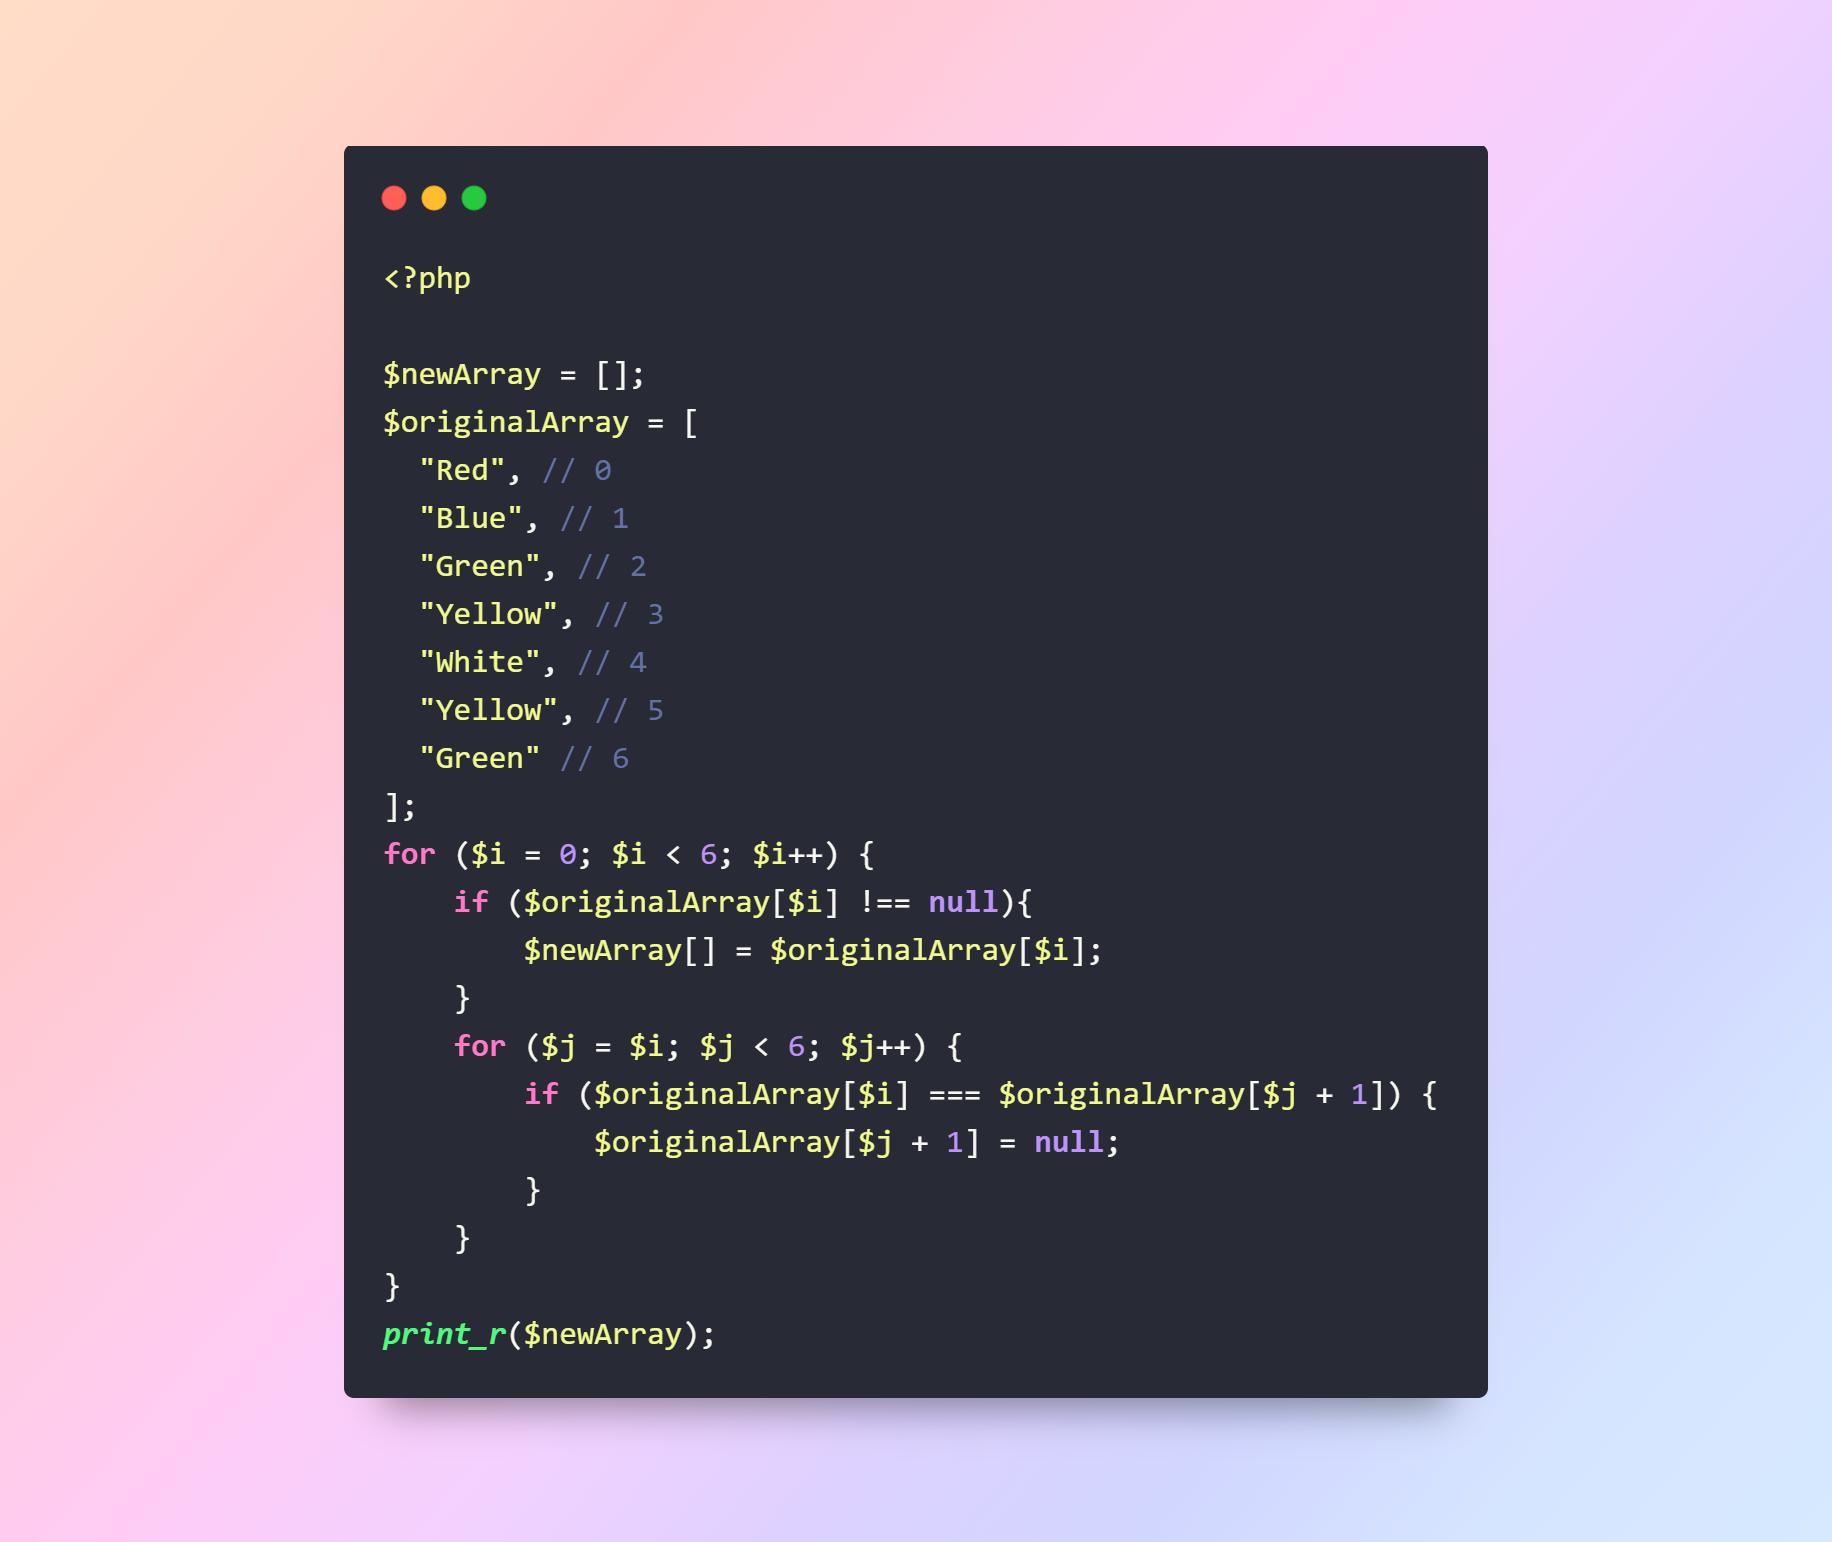 <?php

$newArray = [];
$originalArray = [
  "Red", // 0
  "Blue", // 1
  "Green", // 2
  "Yellow", // 3
  "White", // 4
  "Yellow", // 5
  "Green" // 6
];
for ($i = 0; $i < 6; $i++) {
    if ($originalArray[$i] !== null){
        $newArray[] = $originalArray[$i];
    }
    for ($j = $i; $j < 6; $j++) {
        if ($originalArray[$i] === $originalArray[$j + 1]) {
            $originalArray[$j + 1] = null;
        }
    }
}
print_r($newArray);